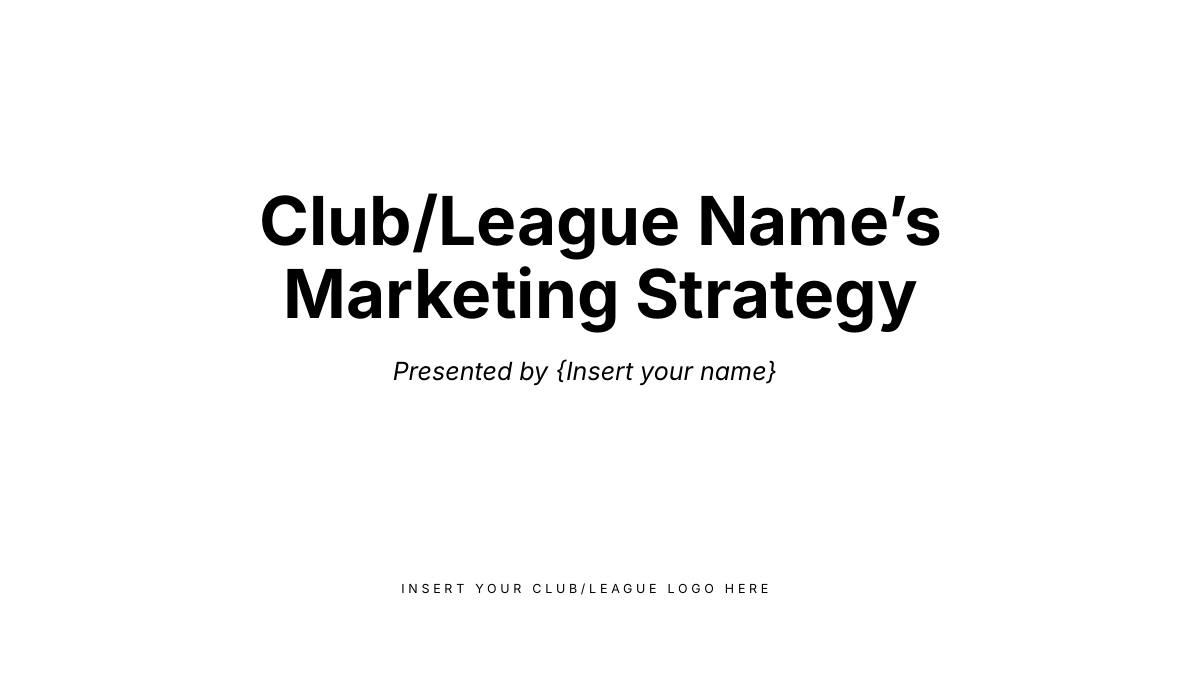 Club/League Name’s
Marketing Strategy
Presented by {Insert your name}
INSERT YOUR CLUB/LEAGUE LOGO HERE